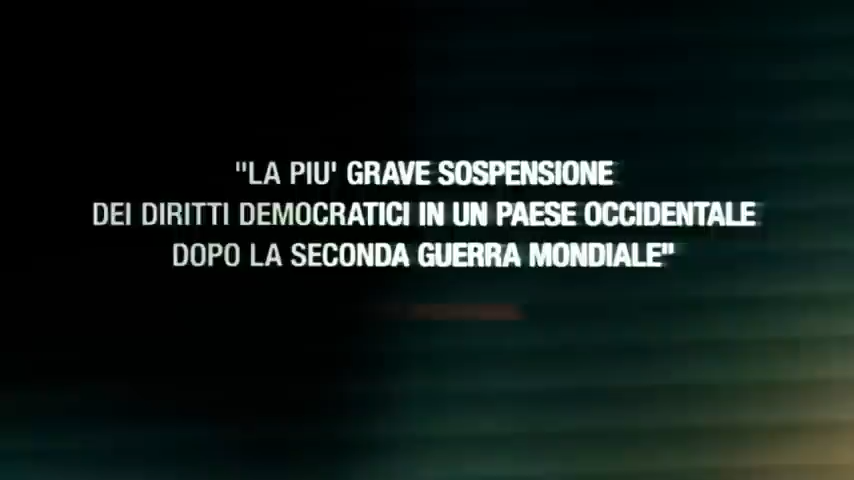 "LA PIU' GRAVE SOSPENSIONE
DEI DIRITTI DEMOCRATICI IN UN PAESE OCCIDENTALE
DOPO LA SECONDA GUERRA MONDIALE"